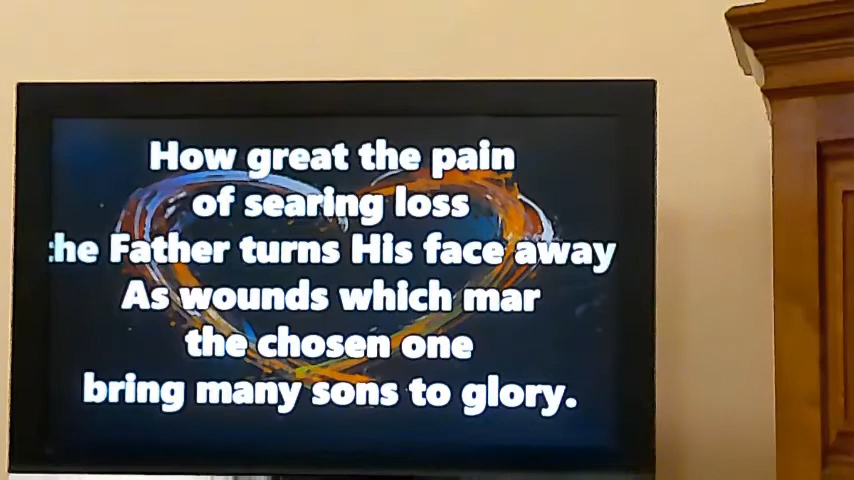 How great the pain
of searing loss
the Father turns His face away
As wounds which mar
the chosen one
bring many sons to glory.